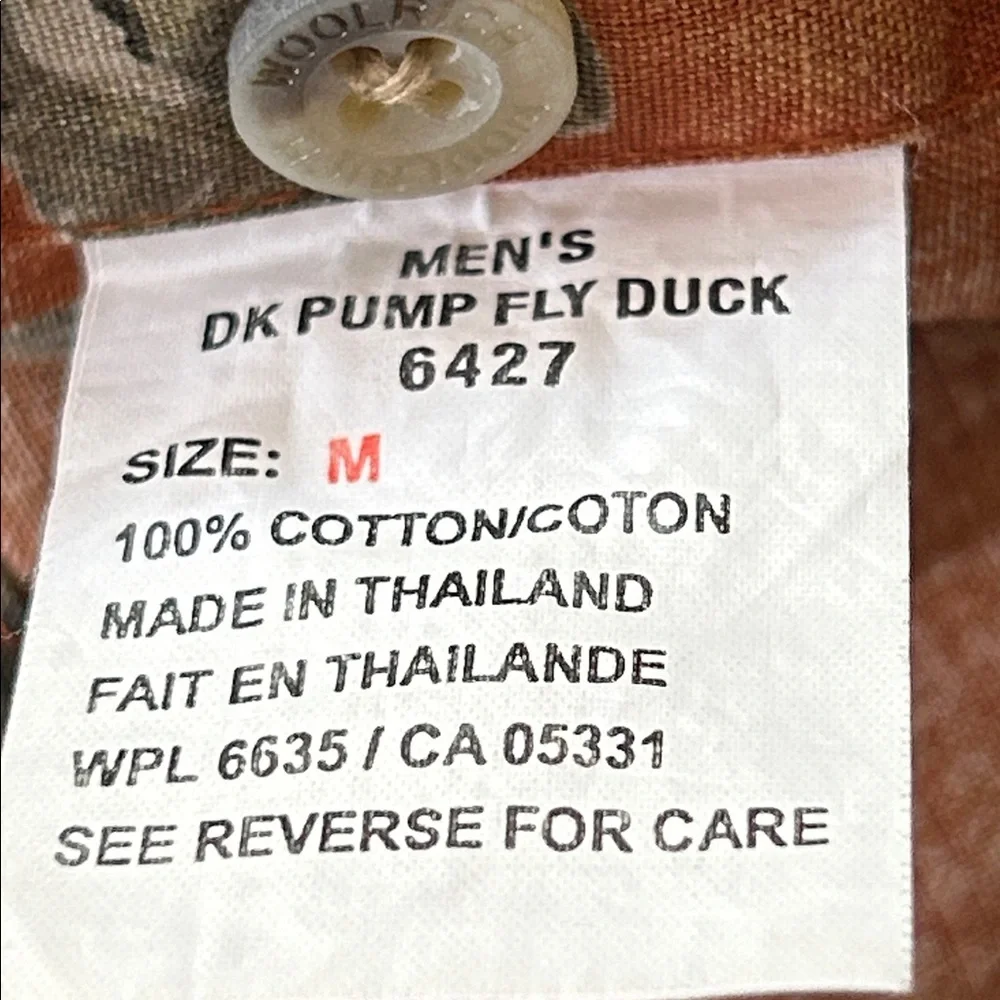 MEN'S
DK PUMP FLY DUCK
6427
SIZE: M
100% COTTON/COTON
MADE IN THAILAND
FAIT EN THAILANDE
WPL 6635 / CA 05331
SEE REVERSE FOR CARE